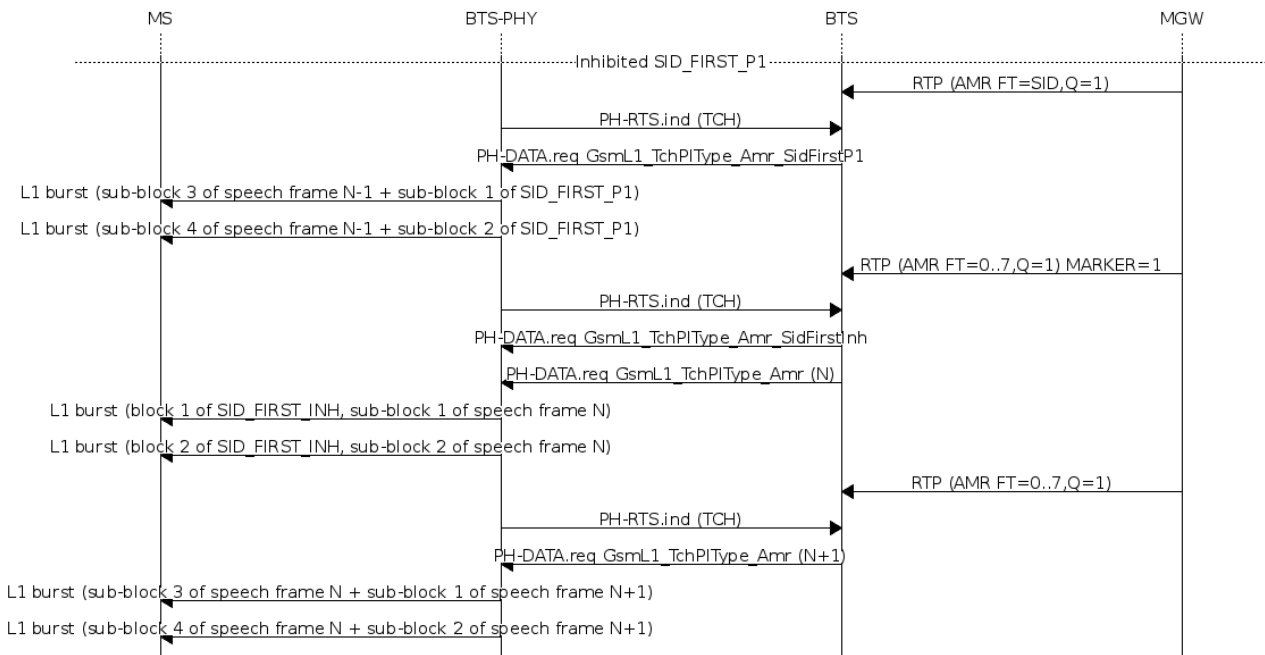 MS BTS-PHY BTS MGW
Inhibited SID_FIRST_P1
RTP (AMR FT=SID,Q=1)
PH-RTS.ind (TCH)
PH-DATA.req GsmL1_TchPlType_Amr_SidFirstP1
L1 burst (sub-block 3 of speech frame N-1 + sub-block 1 of SID_FIRST_P1)
L1 burst (sub-block 4 of speech frame N-1 + sub-block 2 of SID_FIRST_P1)
RTP (AMR FT=0..7,Q=1) MARKER=1
PH-RTS.ind (TCH)
PH-DATA.req GsmL1_TchPlType_Amr_SidFirstInh
PH-DATA.req GsmL1_TchPlType_Amr (N)
L1 burst (block 1 of SID_FIRST_INH, sub-block 1 of speech frame N)
L1 burst (block 2 of SID_FIRST_INH, sub-block 2 of speech frame N)
RTP (AMR FT=0..7,Q=1)
PH-RTS.ind (TCH)
PH-DATA.req GsmL1_TchPlType_Amr (N+1)
L1 burst (sub-block 3 of speech frame N + sub-block 1 of speech frame N+1)
L1 burst (sub-block 4 of speech frame N + sub-block 2 of speech frame N+1)